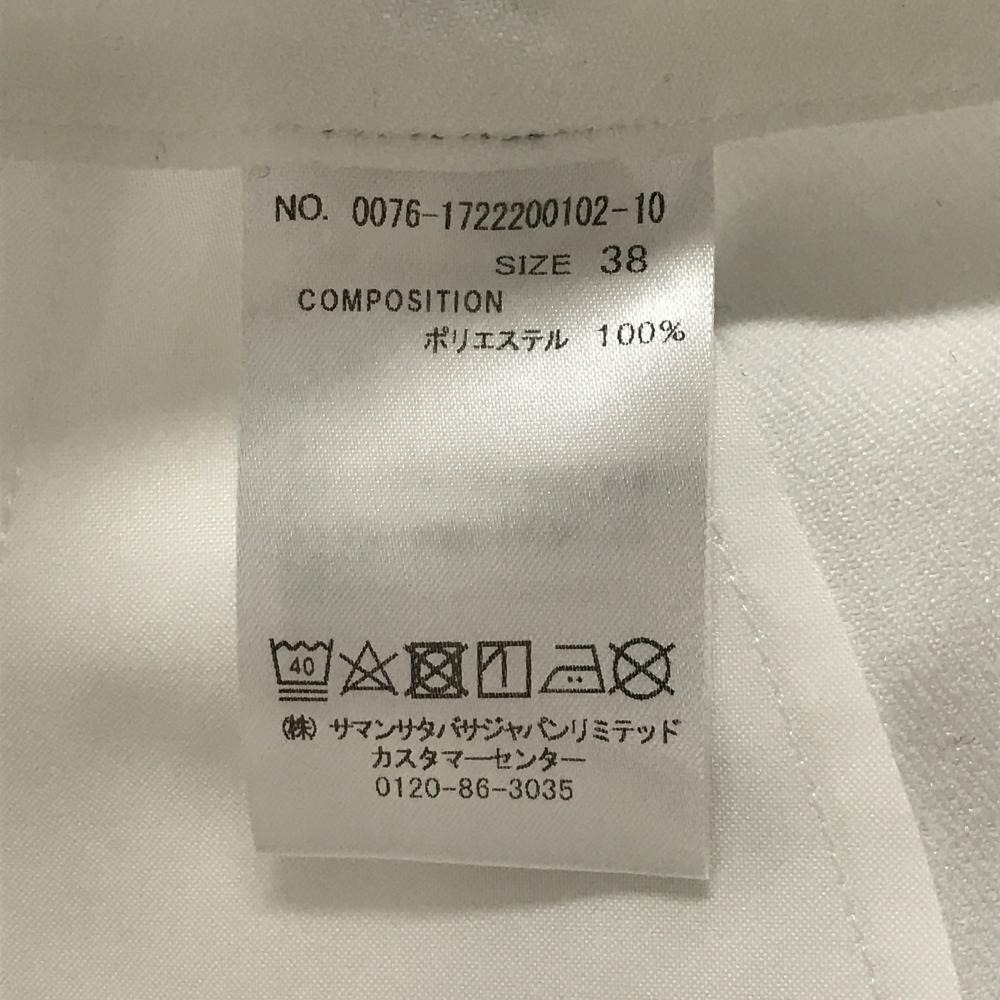 NO. 0076-1722200102-10
SIZE 38
COMPOSITION
ポリエステル 100%
40
(株) サマンサタバサジャパンリミテッド
カスタマーセンター
0120-86-3035